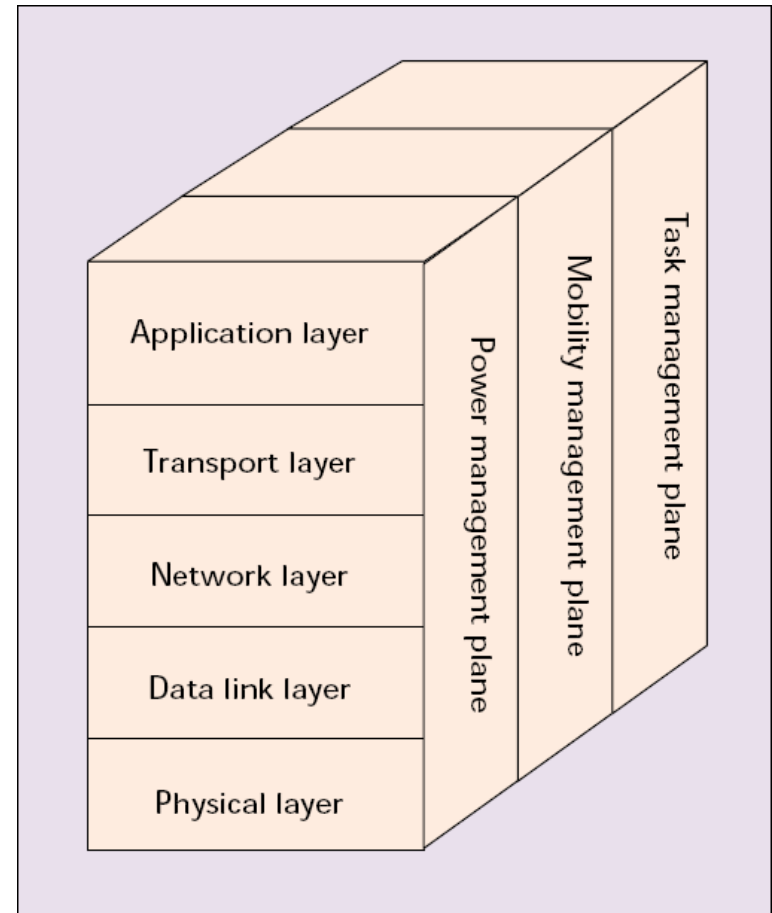 Application layer
Transport layer
Network layer
Data link layer
Physical layer
Power management plane
Mobility management plane
Task management plane